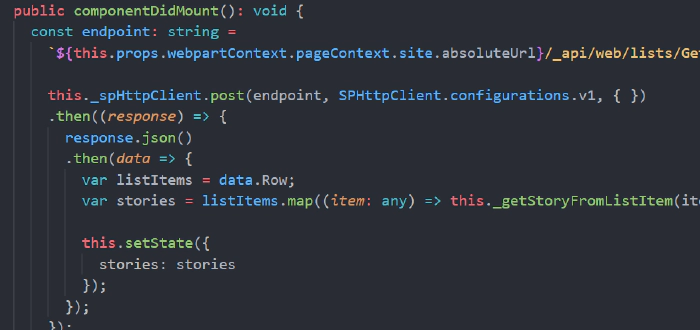 public componentDidMount(): void {
const endpoint: string =
`${this.props.webpartContext.pageContext.site.absoluteUrl}/_api/web/lists/Get
this._spHttpClient.post(endpoint, SPHttpClient.configurations.v1, { })
.then((response) => {
response.json()
.then(data => {
var listItems = data.Row;
var stories = listItems.map((item: any) => this._getStoryFromListItem(ite
this.setState({
stories: stories
});
});
});